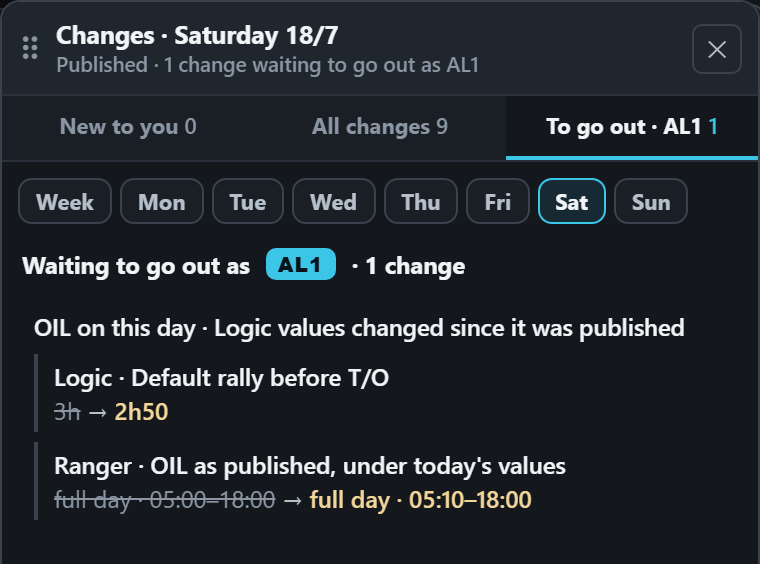 Changes · Saturday 18/7
Published · 1 change waiting to go out as AL1
New to you 0
All changes 9
To go out · AL1 1
Week Mon Tue Wed Thu Fri Sat Sun
Waiting to go out as AL1 · 1 change
OIL on this day · Logic values changed since it was published
Logic · Default rally before T/O
3h → 2h50
Ranger · OIL as published, under today's values
full day · 05:00–18:00 → full day · 05:10–18:00